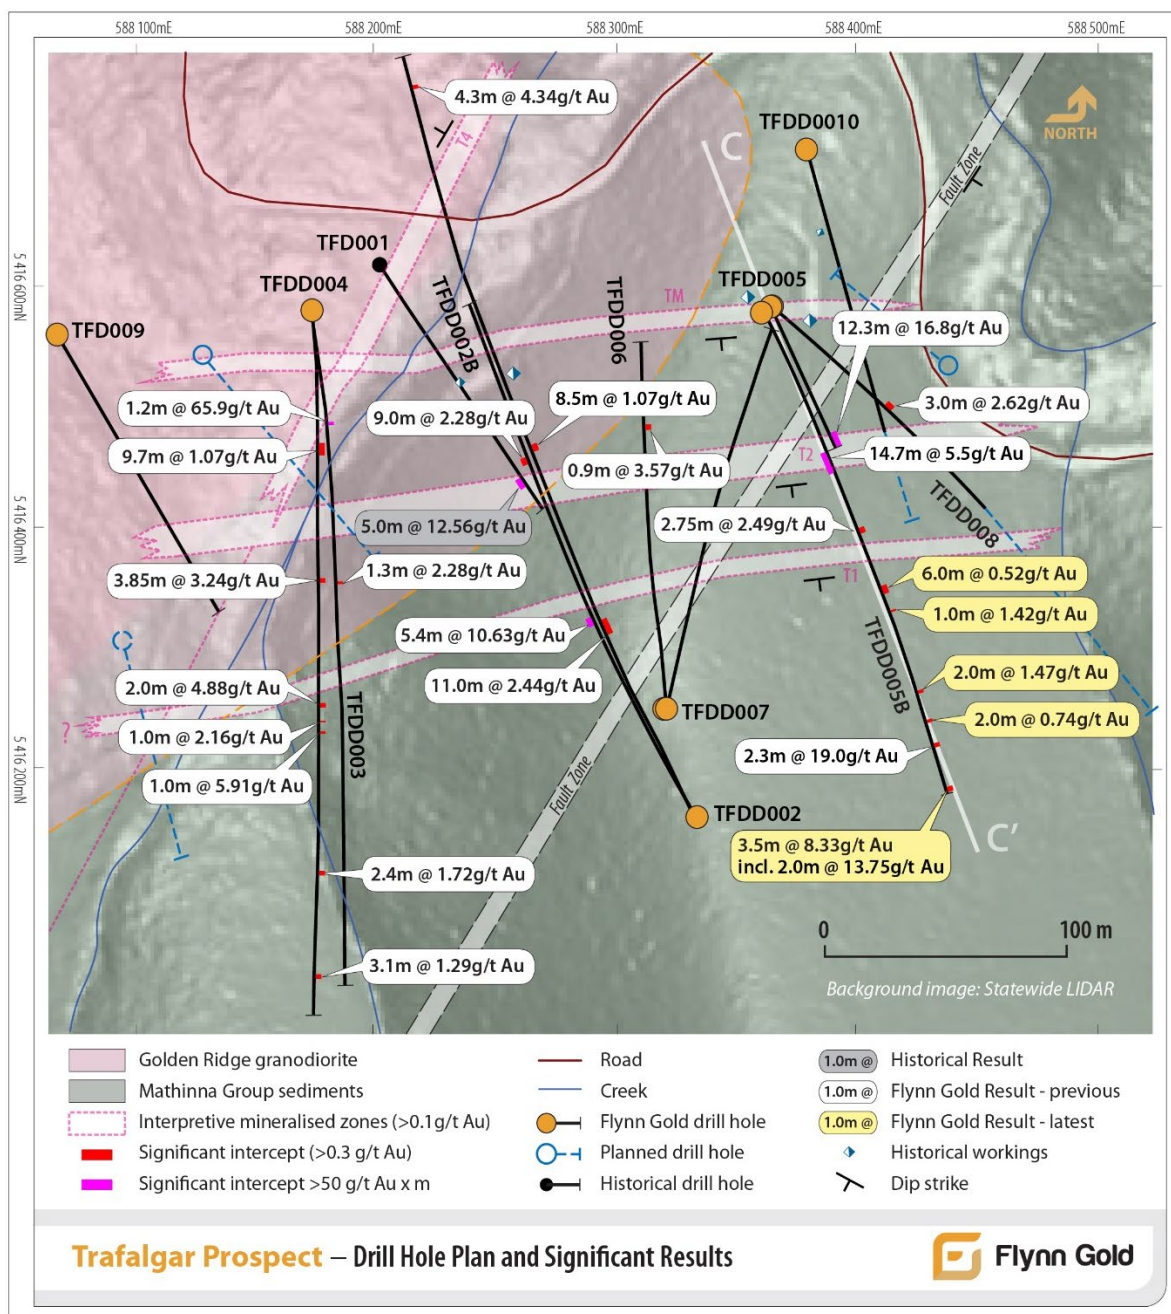 588 100mE
588 200mE
588 300mE
588 400mE
588 500mE
5 416 600mN
5 416 400mN
5 416 200mN
4.3m @ 4.34g/t Au
T4
C
TFDD0010
NORTH
Fault Zone
TFD001
TFDD004
TFD009
TFDD002B
TFDD006
TM
TFDD005
12.3m @ 16.8g/t Au
1.2m @ 65.9g/t Au
9.0m @ 2.28g/t Au
8.5m @ 1.07g/t Au
3.0m @ 2.62g/t Au
9.7m @ 1.07g/t Au
0.9m @ 3.57g/t Au
T2
14.7m @ 5.5g/t Au
5.0m @ 12.56g/t Au
2.75m @ 2.49g/t Au
TFDD008
3.85m @ 3.24g/t Au
1.3m @ 2.28g/t Au
T1
6.0m @ 0.52g/t Au
1.0m @ 1.42g/t Au
5.4m @ 10.63g/t Au
TFDD005B
2.0m @ 4.88g/t Au
11.0m @ 2.44g/t Au
2.0m @ 1.47g/t Au
?
1.0m @ 2.16g/t Au
TFDD003
TFDD007
2.0m @ 0.74g/t Au
2.3m @ 19.0g/t Au
1.0m @ 5.91g/t Au
Fault Zone
TFDD002
3.5m @ 8.33g/t Au
incl. 2.0m @ 13.75g/t Au
C'
2.4m @ 1.72g/t Au
0
100 m
3.1m @ 1.29g/t Au
Background image: Statewide LIDAR
Golden Ridge granodiorite
Mathinna Group sediments
Interpretive mineralised zones (>0.1g/t Au)
Significant intercept (>0.3 g/t Au)
Significant intercept >50 g/t Au x m
Road
Creek
Flynn Gold drill hole
Planned drill hole
Historical drill hole
1.0m @ Historical Result
1.0m @ Flynn Gold Result - previous
1.0m @ Flynn Gold Result - latest
Historical workings
Dip strike
Trafalgar Prospect – Drill Hole Plan and Significant Results
Flynn Gold